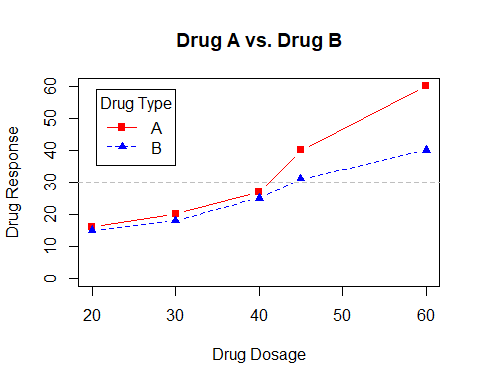 Drug A vs. Drug B
Drug Response
0 10 20 30 40 50 60
Drug Type
A
B
20 30 40 50 60
Drug Dosage